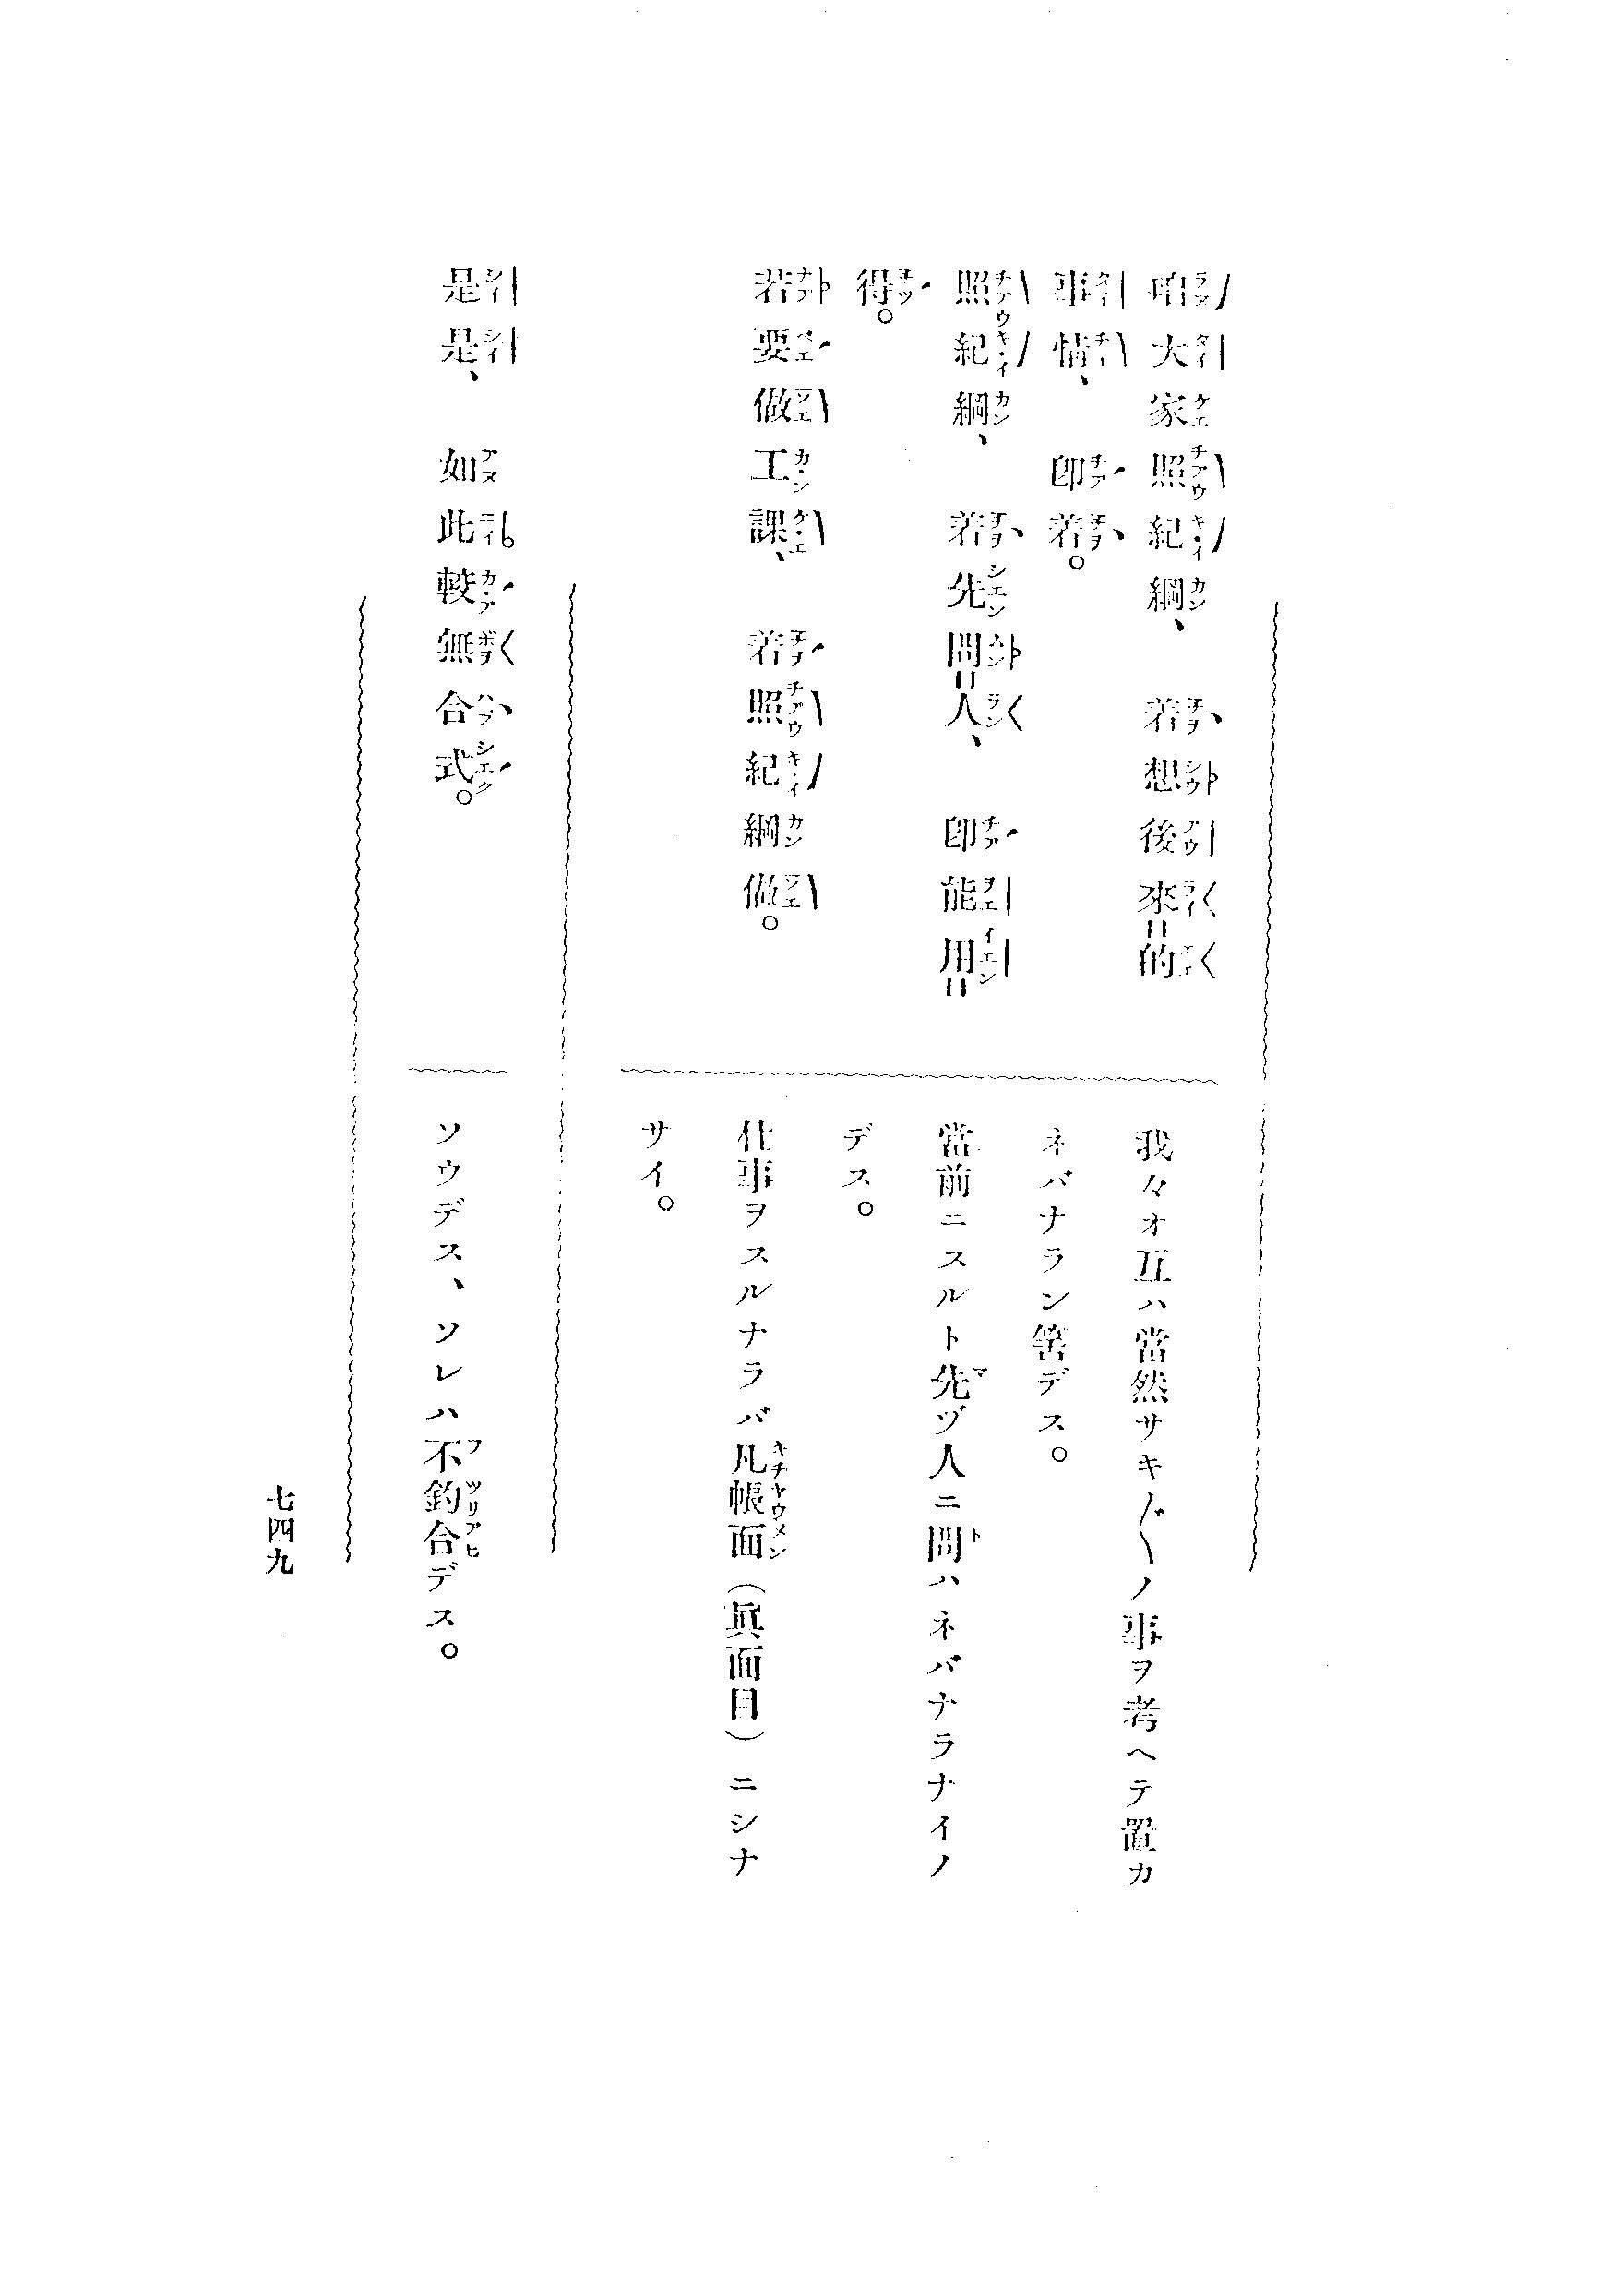 咱大家照紀綱、 着想後來=的
事情、 卽着。
照紀綱、 着先問=人、 卽能用=
得。
我々オ互ハ當然サキ〴〵ノ事ヲ考ヘテ置カ
ネバナラン筈デス。
當前ニスルト先ヅ人ニ問ハネバナラナイノ
デス。
若要做工課、 着照紀綱做。
仕事ヲスルナラバ凡帳面(眞面目)ニシナ
サイ。
是是、 如此較無合式。
ソウデス、ソレハ不釣合デス。
七四九